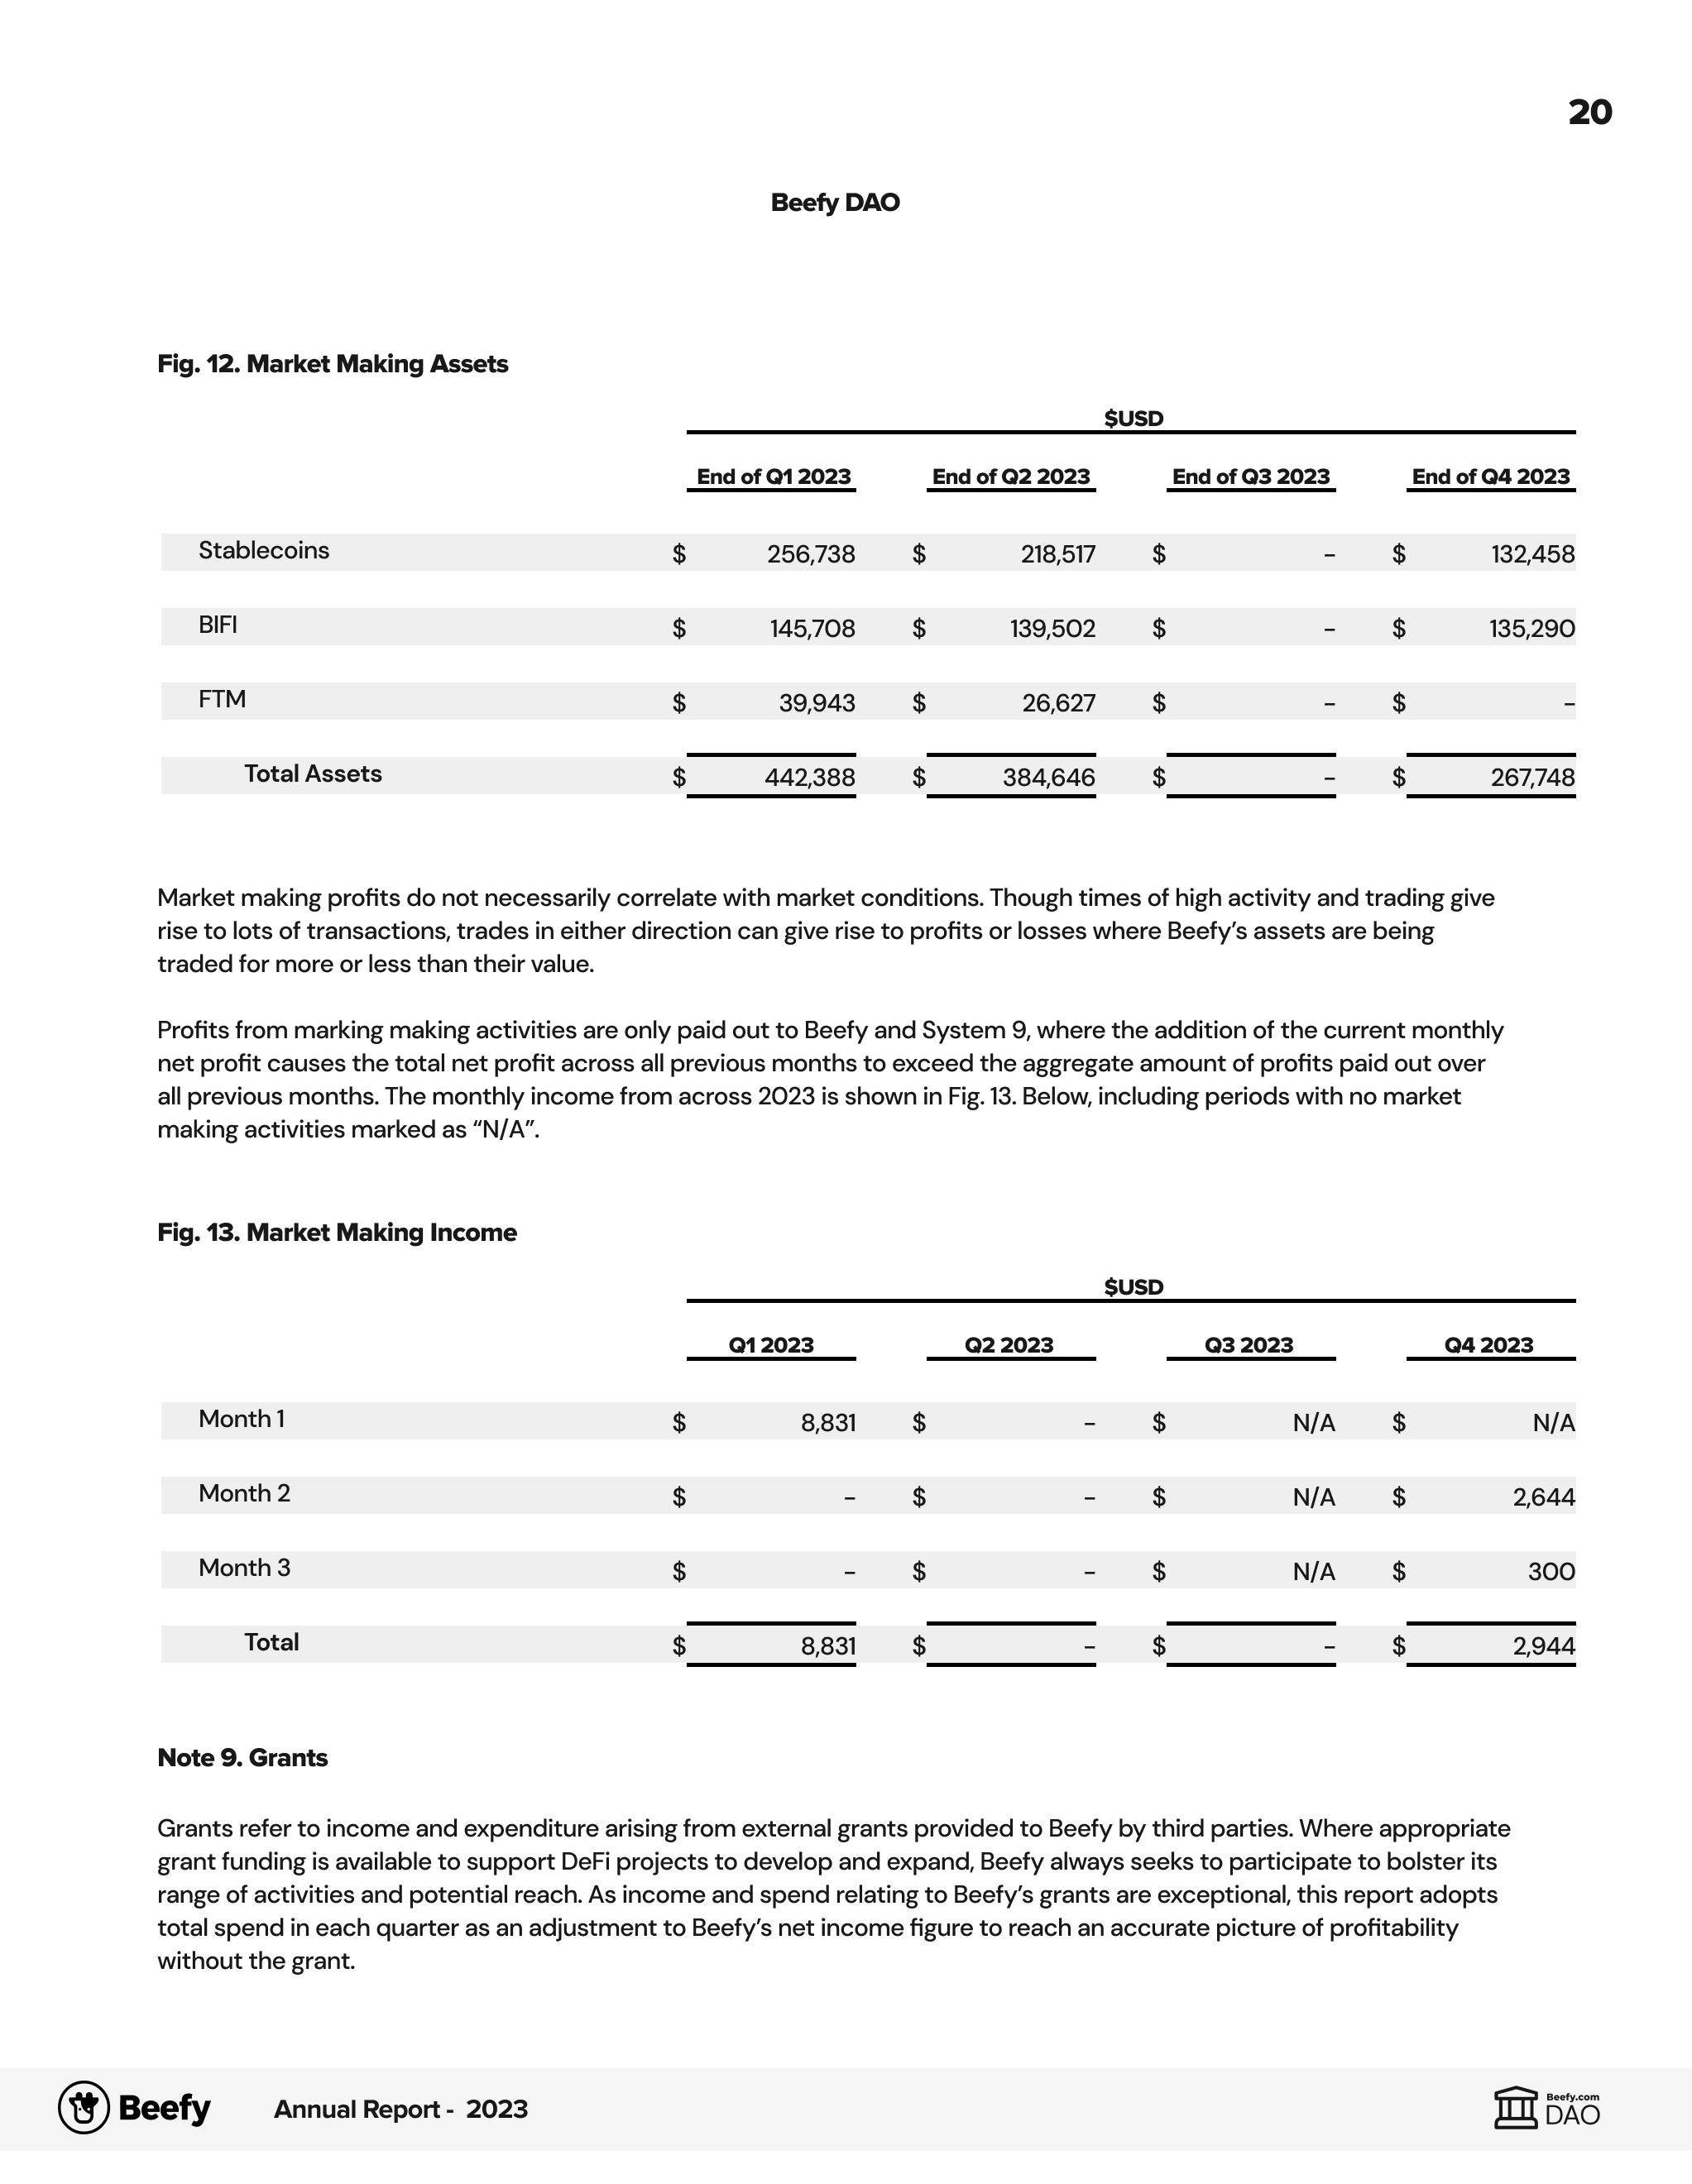 20
Beefy DAO
Fig. 12. Market Making Assets
$USD
End of Q1 2023 End of Q2 2023 End of Q3 2023 End of Q4 2023
Stablecoins $ 256,738 $ 218,517 $ – $ 132,458
BIFI $ 145,708 $ 139,502 $ – $ 135,290
FTM $ 39,943 $ 26,627 $ – $ –
Total Assets $ 442,388 $ 384,646 $ – $ 267,748
Market making profits do not necessarily correlate with market conditions. Though times of high activity and trading give
rise to lots of transactions, trades in either direction can give rise to profits or losses where Beefy’s assets are being
traded for more or less than their value.
Profits from marking making activities are only paid out to Beefy and System 9, where the addition of the current monthly
net profit causes the total net profit across all previous months to exceed the aggregate amount of profits paid out over
all previous months. The monthly income from across 2023 is shown in Fig. 13. Below, including periods with no market
making activities marked as “N/A”.
Fig. 13. Market Making Income
$USD
Q1 2023 Q2 2023 Q3 2023 Q4 2023
Month 1 $ 8,831 $ – $ N/A $ N/A
Month 2 $ – $ – $ N/A $ 2,644
Month 3 $ – $ – $ N/A $ 300
Total $ 8,831 $ – $ – $ 2,944
Note 9. Grants
Grants refer to income and expenditure arising from external grants provided to Beefy by third parties. Where appropriate
grant funding is available to support DeFi projects to develop and expand, Beefy always seeks to participate to bolster its
range of activities and potential reach. As income and spend relating to Beefy’s grants are exceptional, this report adopts
total spend in each quarter as an adjustment to Beefy’s net income figure to reach an accurate picture of profitability
without the grant.
Beefy Annual Report - 2023 Beefy.com
DAO